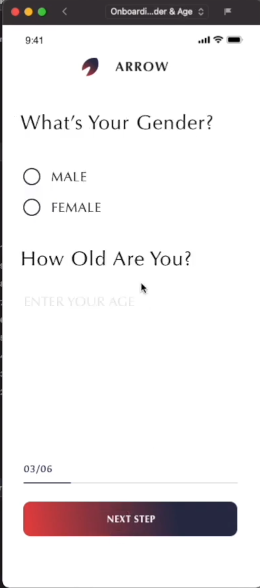 Onboardi...der & Age
9:41
ARROW
What's Your Gender?
MALE
FEMALE
How Old Are You?
ENTER YOUR AGE
03/06
NEXT STEP